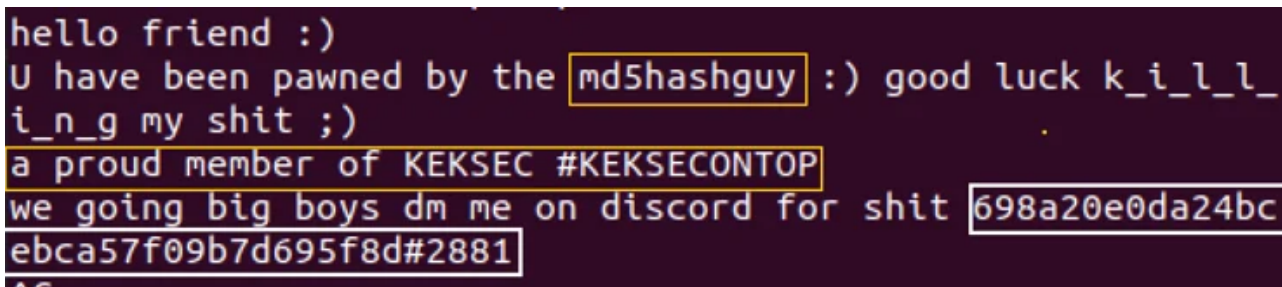 hello friend :)
U have been pawned by the md5hashguy :) good luck k_i_l_l_
i_n_g my shit ;)
a proud member of KEKSEC #KEKSECONTOP
we going big boys dm me on discord for shit 698a20e0da24bc
ebca57f09b7d695f8d#2881